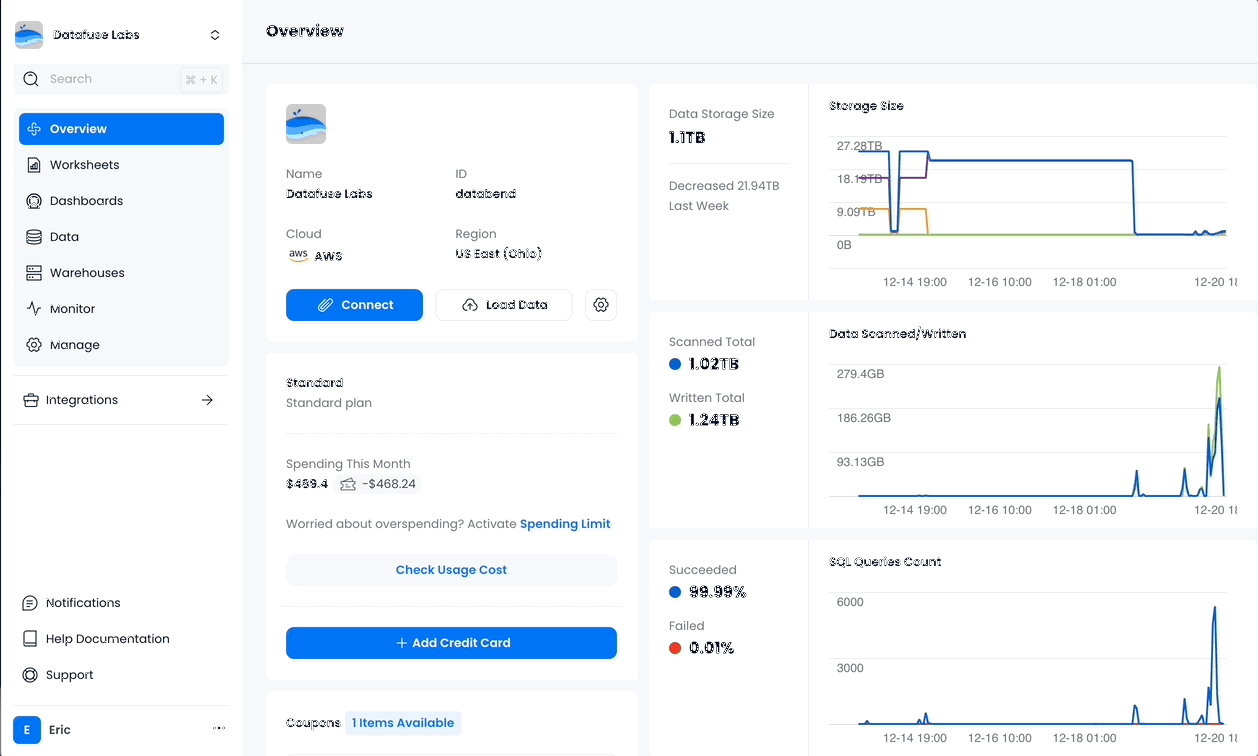 Datafuse Labs
Search
⌘ + K
Overview
Worksheets
Dashboards
Data
Warehouses
Monitor
Manage
Integrations
Notifications
Help Documentation
Support
E
Eric
Overview
Name
Datafuse Labs
ID
databend
Cloud
aws AWS
Region
US East (Ohio)
Connect
Load Data
Standard
Standard plan
Spending This Month
-$468.24
Worried about overspending? Activate Spending Limit
Check Usage Cost
+ Add Credit Card
Coupons 1 Items Available
Data Storage Size
1.1TB
Decreased 21.94TB
Last Week
Storage Size
27.28TB
18.19TB
9.09TB
0B
12-14 19:00
12-16 10:00
12-18 01:00
12-20 1
Scanned Total
1.02TB
Written Total
1.24TB
Data Scanned/Written
279.4GB
186.26GB
93.13GB
12-14 19:00
12-16 10:00
12-18 01:00
12-20 1
Succeeded
99.99%
Failed
0.01%
SQL Queries Count
6000
3000
12-14 19:00
12-16 10:00
12-18 01:00
12-20 1